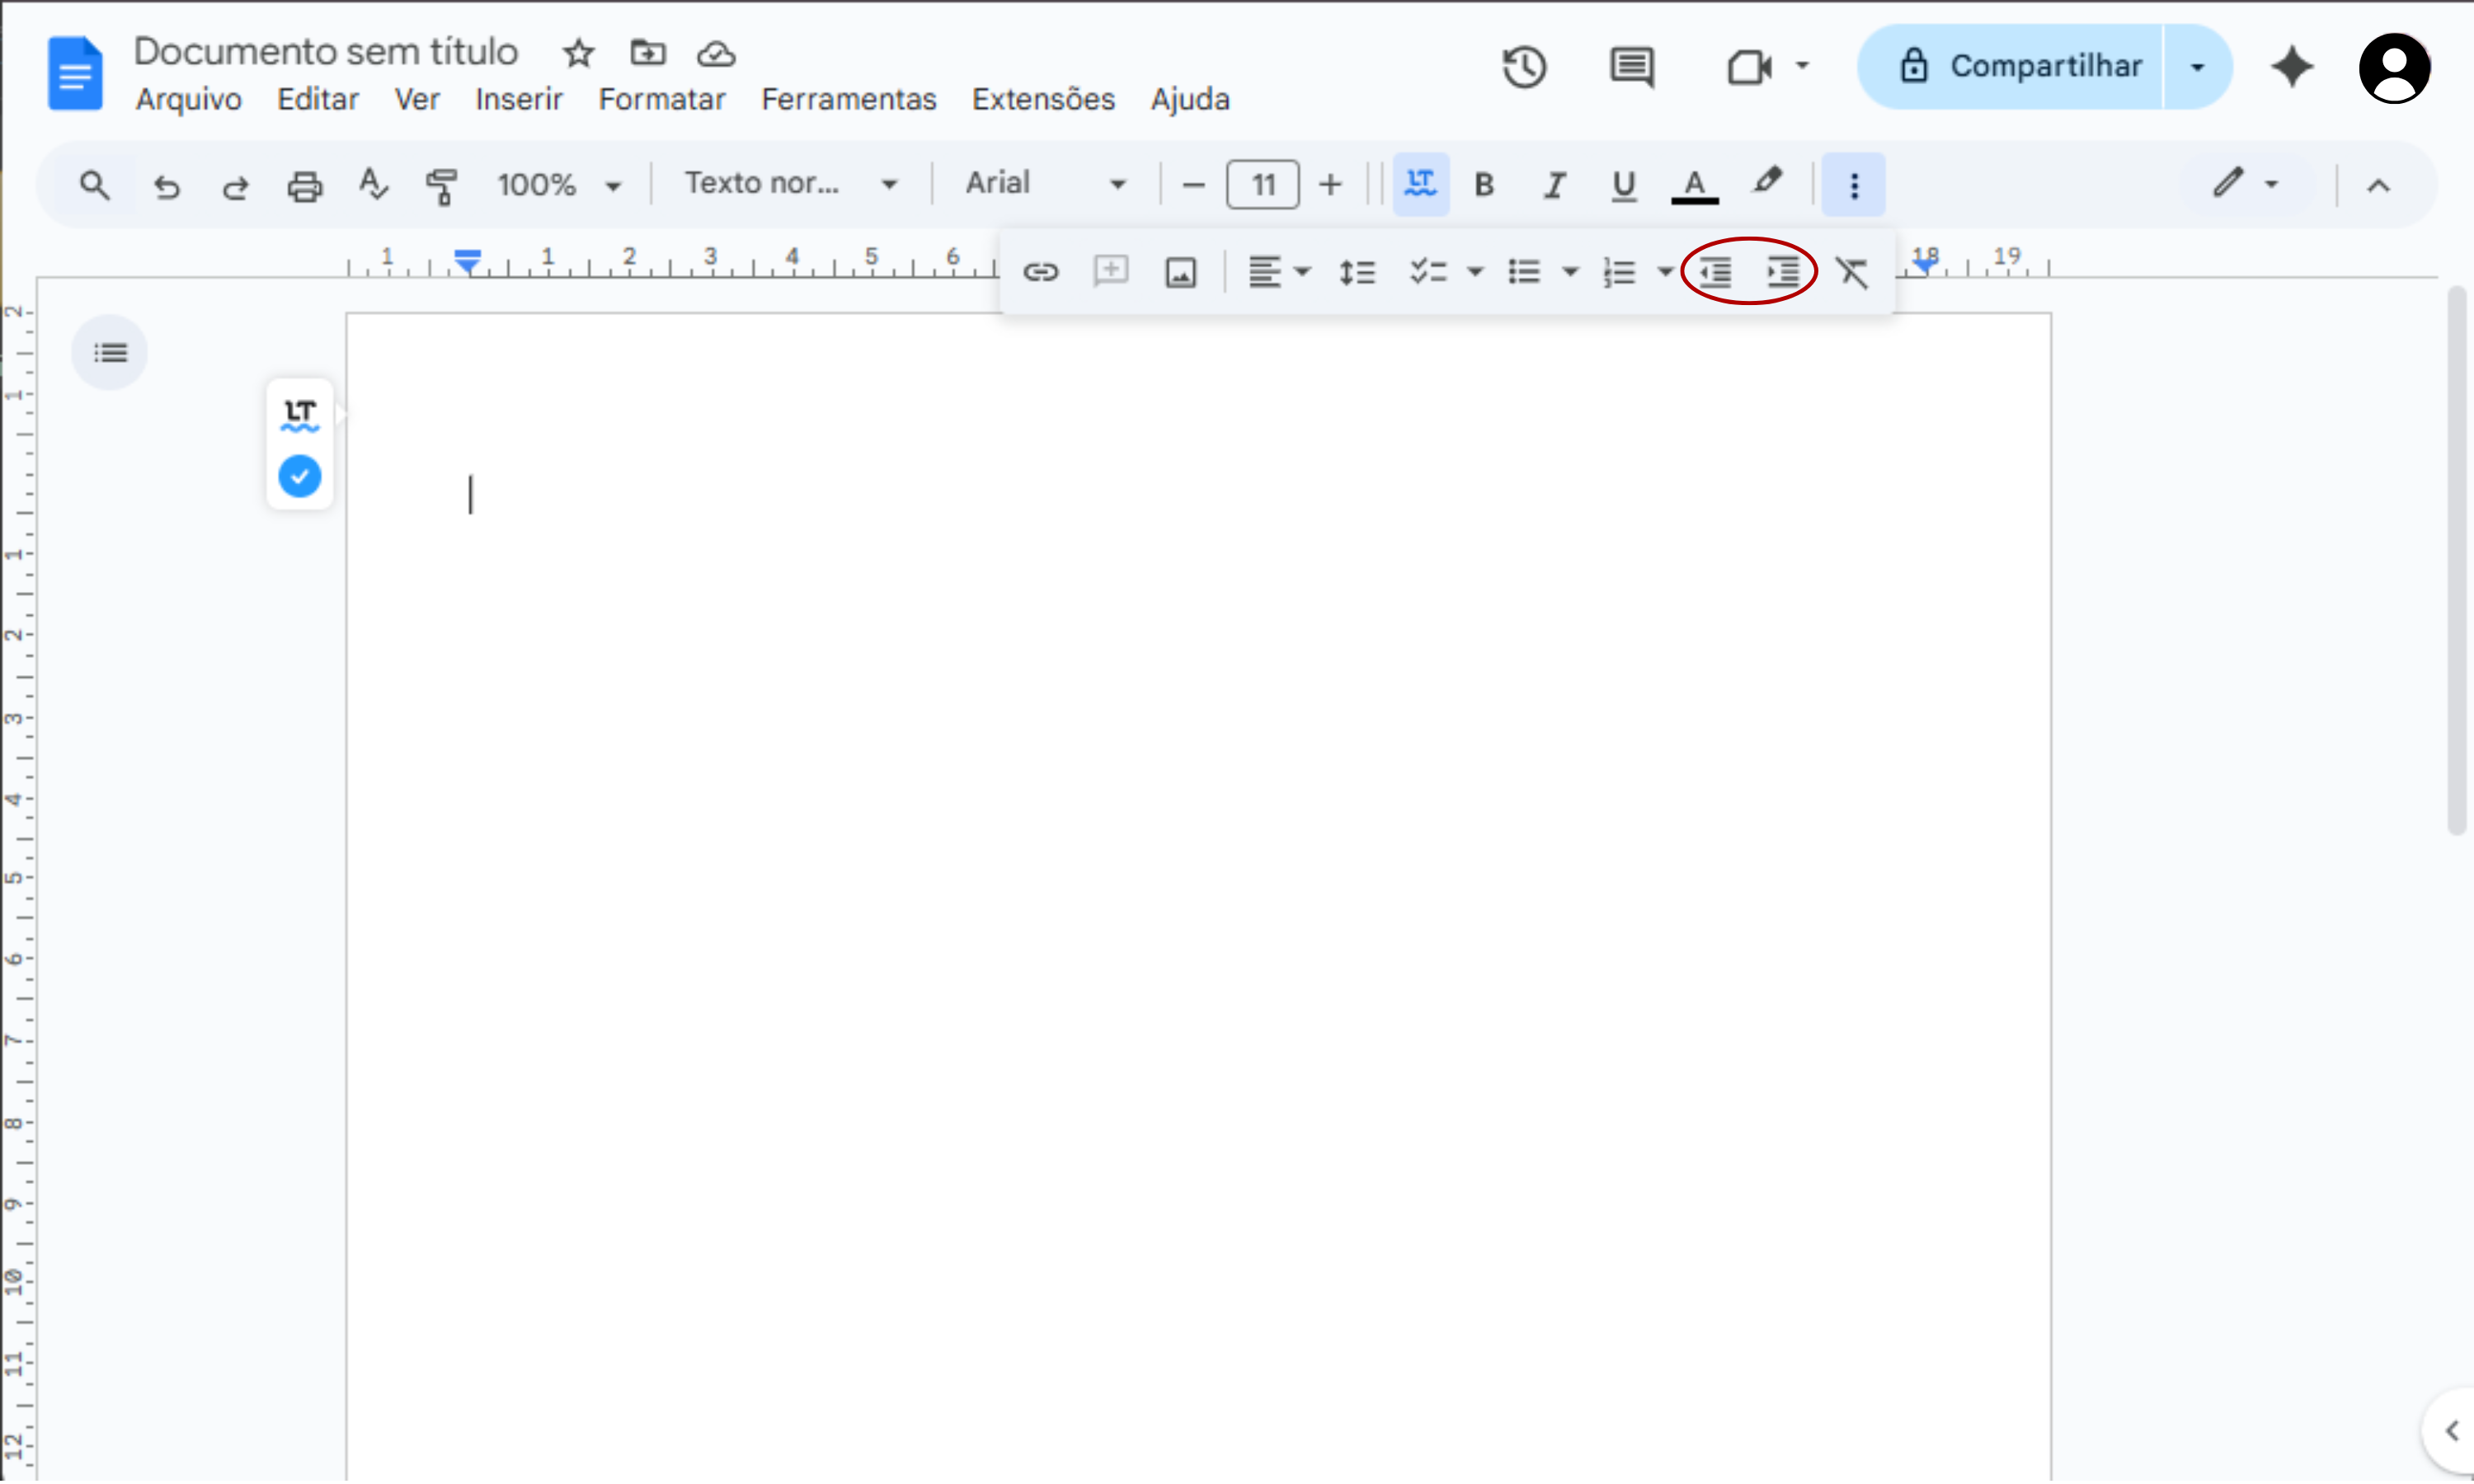 Documento sem título
Arquivo Editar Ver Inserir Formatar Ferramentas Extensões Ajuda
Compartilhar
100% Texto nor... Arial 11 LT B I U A
1 1 2 3 4 5 6 18 19
LT
2
1
1
2
3
4
5
6
7
8
9
10
11
12